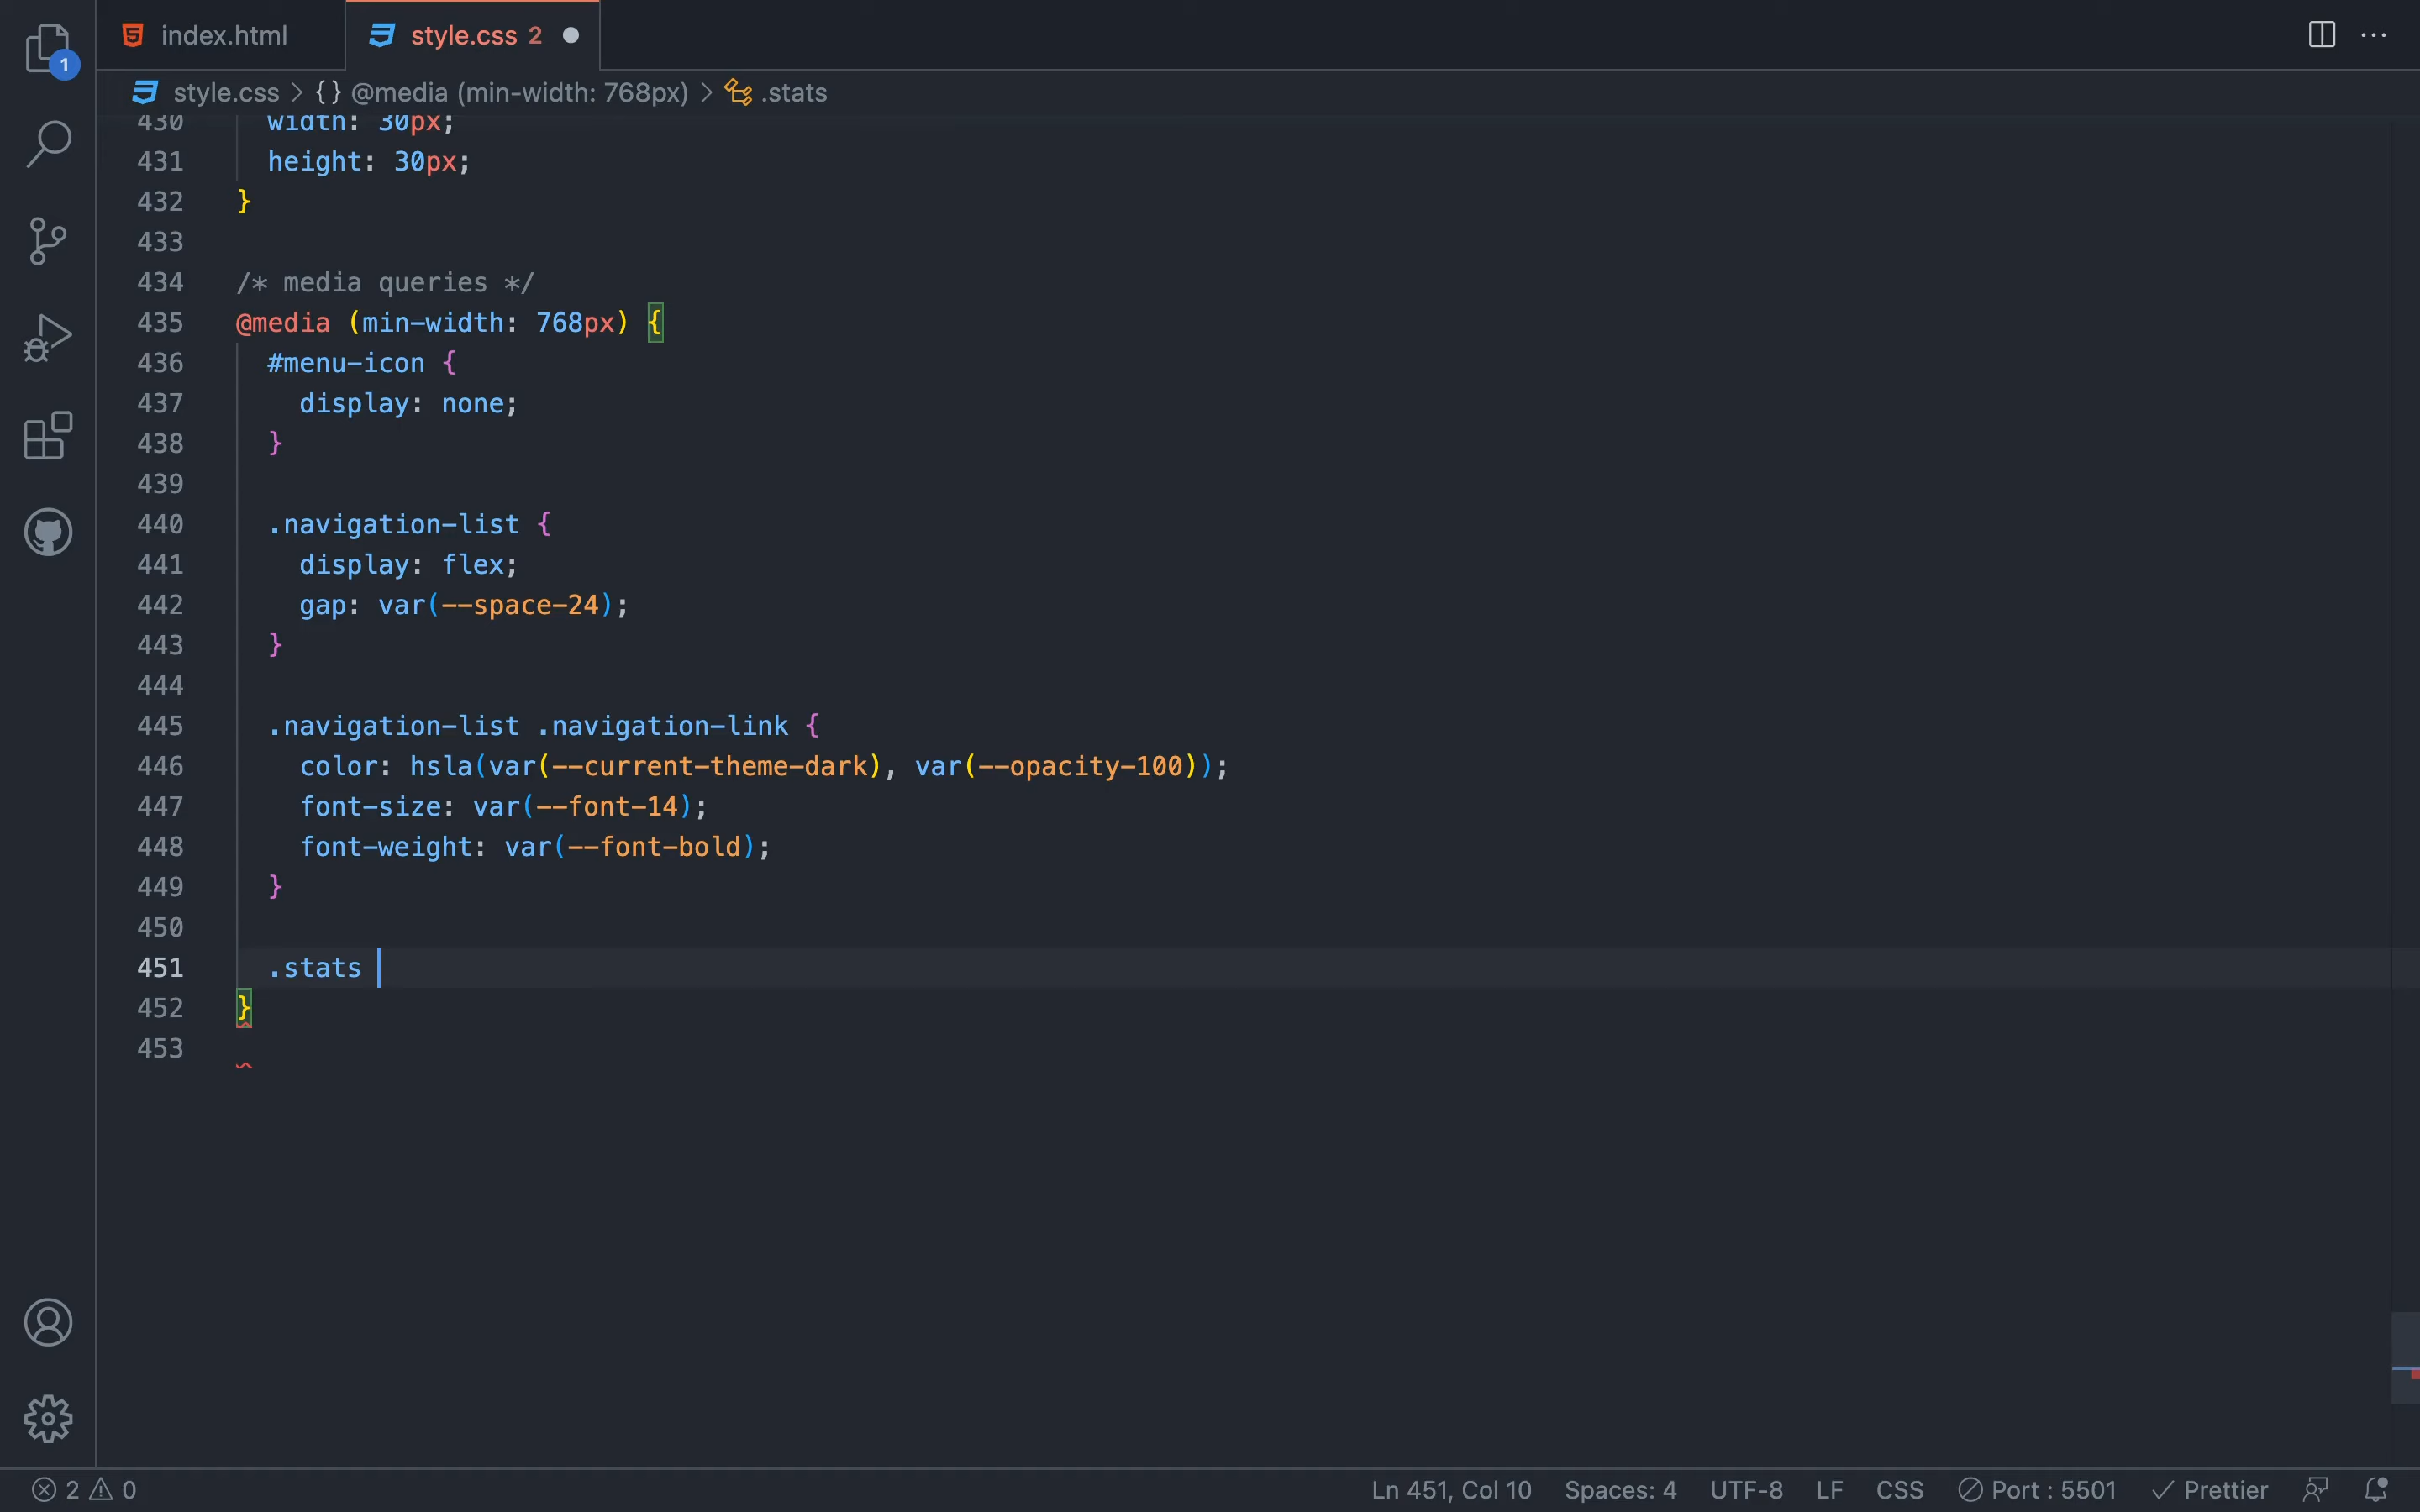 1
index.html
style.css 2
style.css > {} @media (min-width: 768px) > .stats
430 width: 30px;
431 height: 30px;
432 }
433
434 /* media queries */
435 @media (min-width: 768px) {
436 #menu-icon {
437 display: none;
438 }
439
440 .navigation-list {
441 display: flex;
442 gap: var(--space-24);
443 }
444
445 .navigation-list .navigation-link {
446 color: hsla(var(--current-theme-dark), var(--opacity-100));
447 font-size: var(--font-14);
448 font-weight: var(--font-bold);
449 }
450
451 .stats
452 }
453
2 0 Ln 451, Col 10 Spaces: 4 UTF-8 LF CSS Port : 5501 Prettier